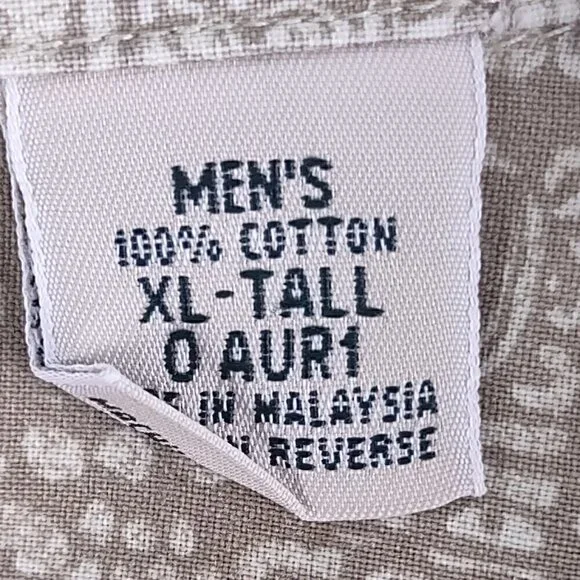 MEN'S
100% COTTON
XL-TALL
0 AUR1
IN MALAYSIA
REVERSE